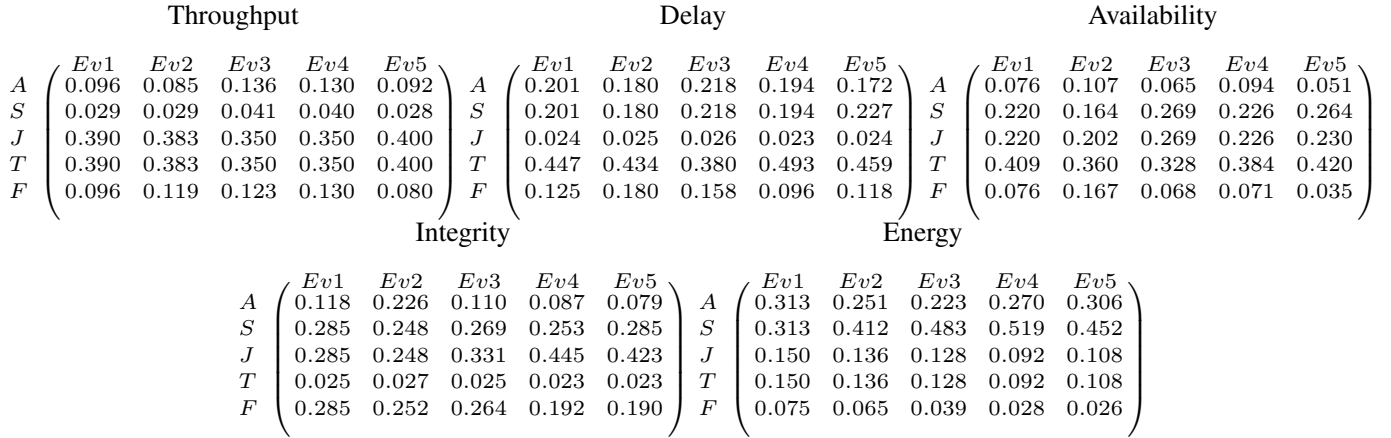 Throughput Delay Availability
Ev1 Ev2 Ev3 Ev4 Ev5 Ev1 Ev2 Ev3 Ev4 Ev5 Ev1 Ev2 Ev3 Ev4 Ev5
A 0.096 0.085 0.136 0.130 0.092 A 0.201 0.180 0.218 0.194 0.172 A 0.076 0.107 0.065 0.094 0.051
S 0.029 0.029 0.041 0.040 0.028 S 0.201 0.180 0.218 0.194 0.227 S 0.220 0.164 0.269 0.226 0.264
J 0.390 0.383 0.350 0.350 0.400 J 0.024 0.025 0.026 0.023 0.024 J 0.220 0.202 0.269 0.226 0.230
T 0.390 0.383 0.350 0.350 0.400 T 0.447 0.434 0.380 0.493 0.459 T 0.409 0.360 0.328 0.384 0.420
F 0.096 0.119 0.123 0.130 0.080 F 0.125 0.180 0.158 0.096 0.118 F 0.076 0.167 0.068 0.071 0.035
Integrity Energy
Ev1 Ev2 Ev3 Ev4 Ev5 Ev1 Ev2 Ev3 Ev4 Ev5
A 0.118 0.226 0.110 0.087 0.079 A 0.313 0.251 0.223 0.270 0.306
S 0.285 0.248 0.269 0.253 0.285 S 0.313 0.412 0.483 0.519 0.452
J 0.285 0.248 0.331 0.445 0.423 J 0.150 0.136 0.128 0.092 0.108
T 0.025 0.027 0.025 0.023 0.023 T 0.150 0.136 0.128 0.092 0.108
F 0.285 0.252 0.264 0.192 0.190 F 0.075 0.065 0.039 0.028 0.026